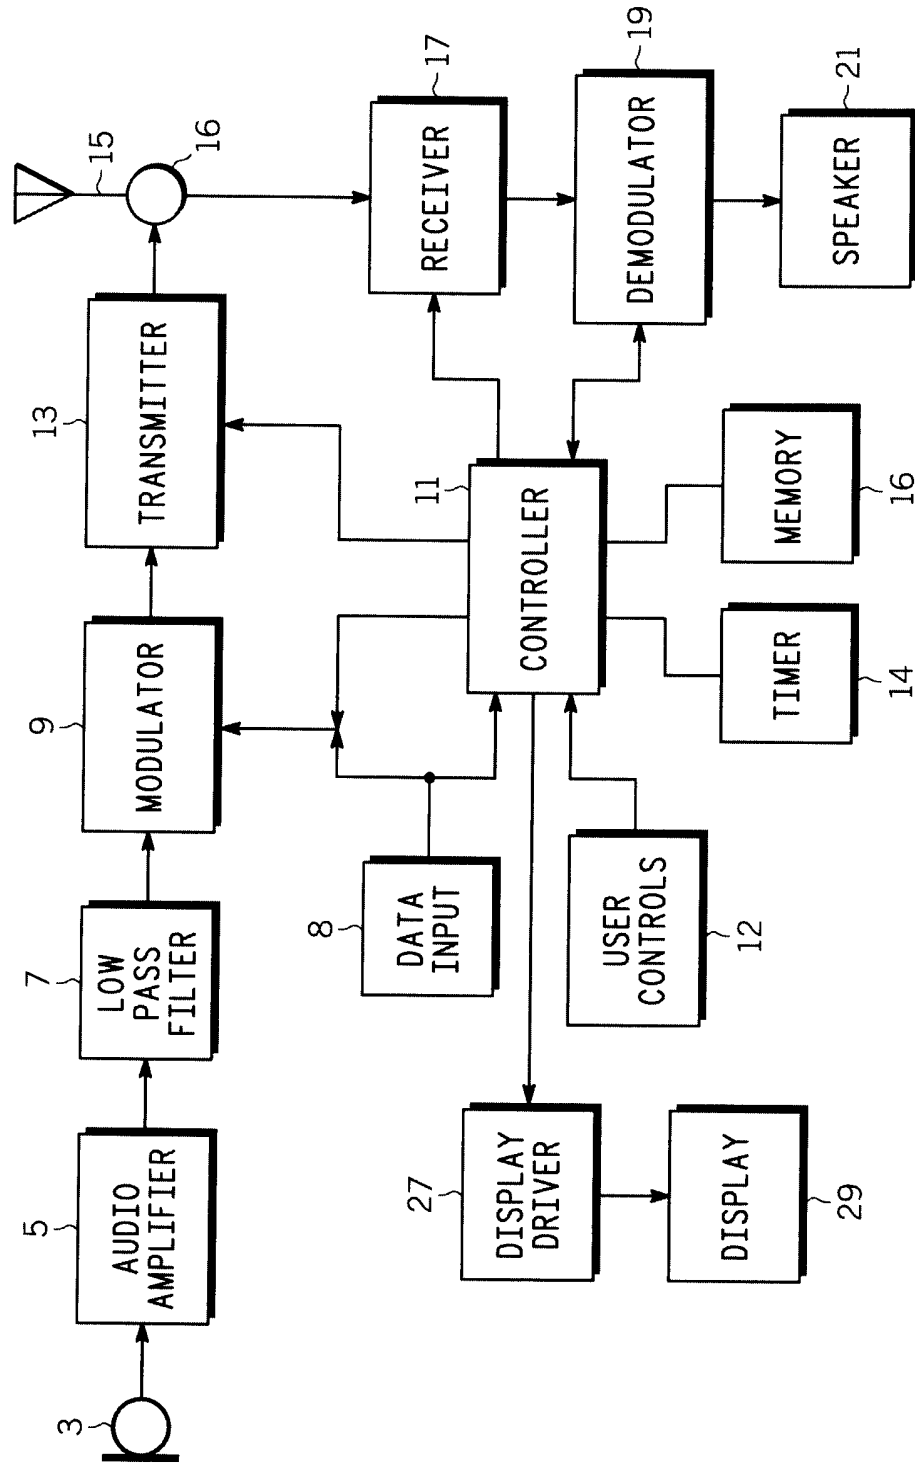 3
5
AUDIO
AMPLIFIER
7
LOW
PASS
FILTER
9
MODULATOR
13
TRANSMITTER
15
16
8
DATA
INPUT
11
CONTROLLER
17
RECEIVER
27
DISPLAY
DRIVER
USER
CONTROLS
12
DEMODULATOR
19
DISPLAY
29
TIMER
14
MEMORY
16
SPEAKER
21